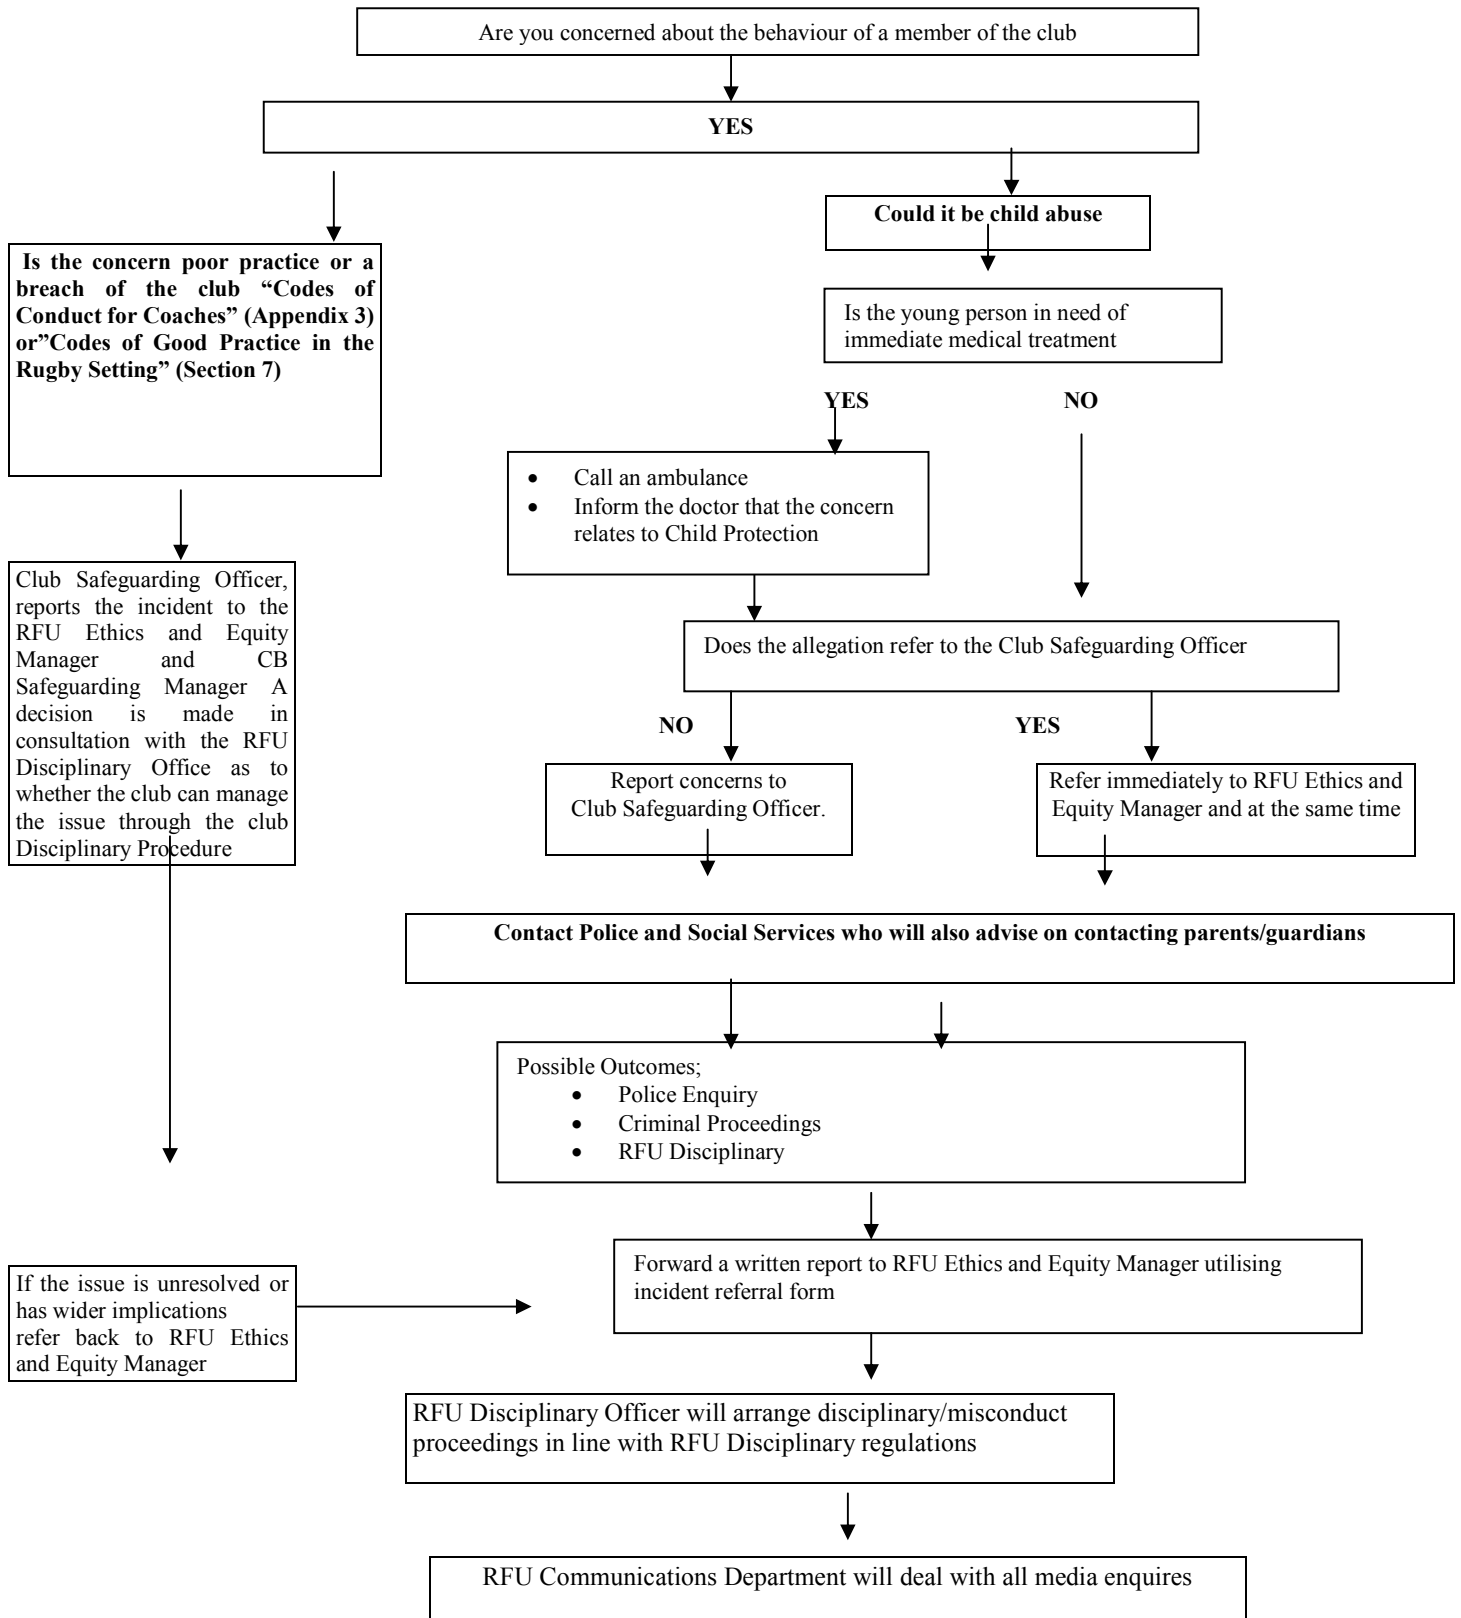 Are you concerned about the behaviour of a member of the club
YES
Could it be child abuse
Is the concern poor practice or a
breach of the club “Codes of
Conduct for Coaches” (Appendix 3)
or”Codes of Good Practice in the
Rugby Setting” (Section 7)
Is the young person in need of
immediate medical treatment
YES
NO
• Call an ambulance
• Inform the doctor that the concern
relates to Child Protection
Club Safeguarding Officer,
reports the incident to the
RFU Ethics and Equity
Manager and CB
Safeguarding Manager A
decision is made in
consultation with the RFU
Disciplinary Office as to
whether the club can manage
the issue through the club
Disciplinary Procedure
Does the allegation refer to the Club Safeguarding Officer
NO
YES
Report concerns to
Club Safeguarding Officer.
Refer immediately to RFU Ethics and
Equity Manager and at the same time
Contact Police and Social Services who will also advise on contacting parents/guardians
Possible Outcomes;
• Police Enquiry
• Criminal Proceedings
• RFU Disciplinary
Forward a written report to RFU Ethics and Equity Manager utilising
incident referral form
If the issue is unresolved or
has wider implications
refer back to RFU Ethics
and Equity Manager
RFU Disciplinary Officer will arrange disciplinary/misconduct
proceedings in line with RFU Disciplinary regulations
RFU Communications Department will deal with all media enquires